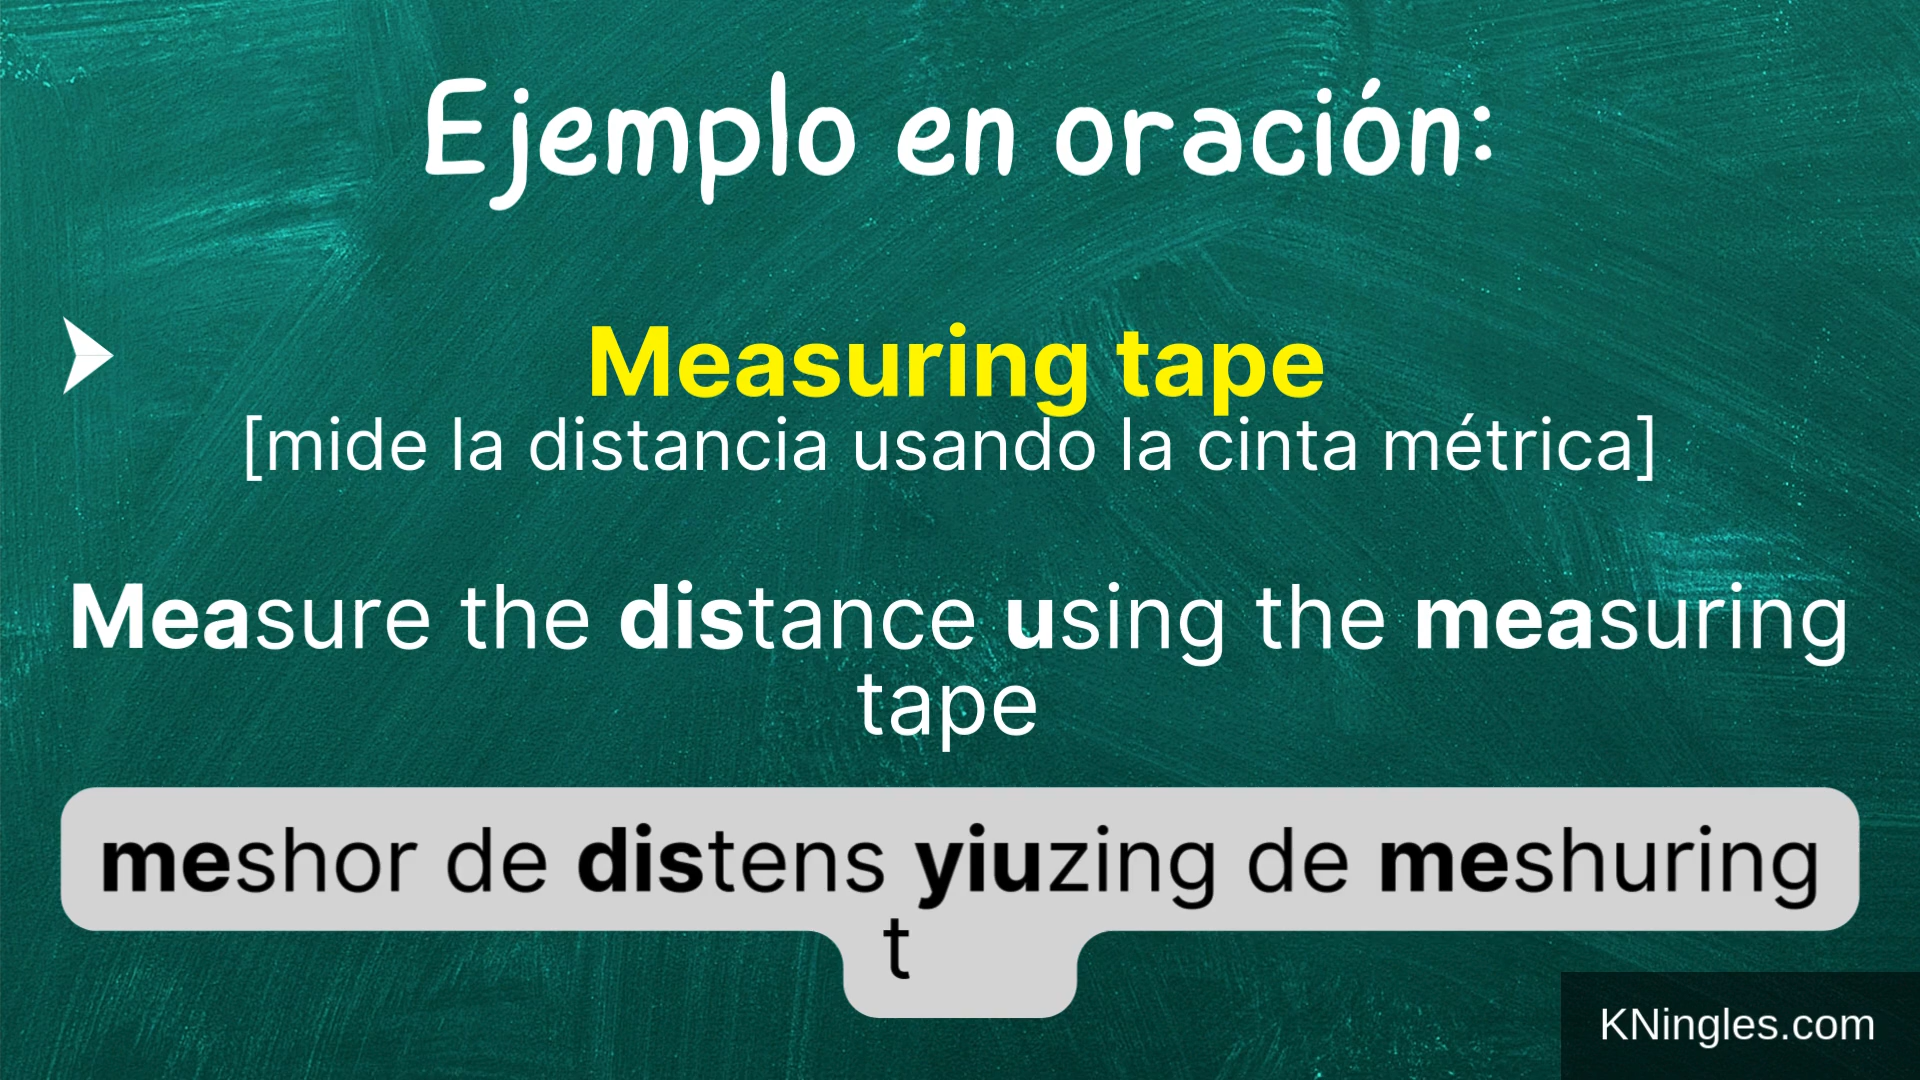 Ejemplo en oración:
Measuring tape
[mide la distancia usando la cinta métrica]
Measure the distance using the measuring
tape
meshor de distens yiuzing de meshuring
t
KNingles.com